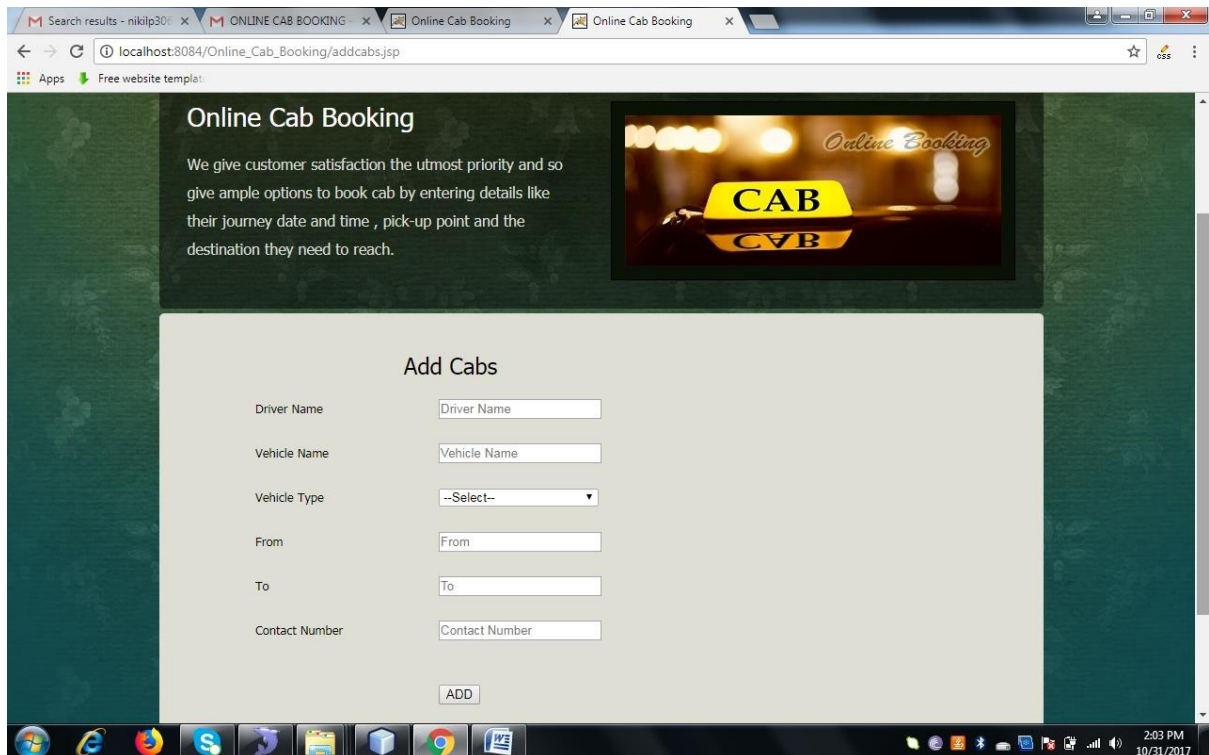 Search results - nikilp306
ONLINE CAB BOOKING -
Online Cab Booking
Online Cab Booking
localhost:8084/Online_Cab_Booking/addcabs.jsp
css
Apps
Free website templat
Online Cab Booking
We give customer satisfaction the utmost priority and so
give ample options to book cab by entering details like
their journey date and time , pick-up point and the
destination they need to reach.
Online Booking
CAB
Add Cabs
Driver Name
Driver Name
Vehicle Name
Vehicle Name
Vehicle Type
--Select--
From
From
To
To
Contact Number
Contact Number
ADD
2:03 PM
10/31/2017